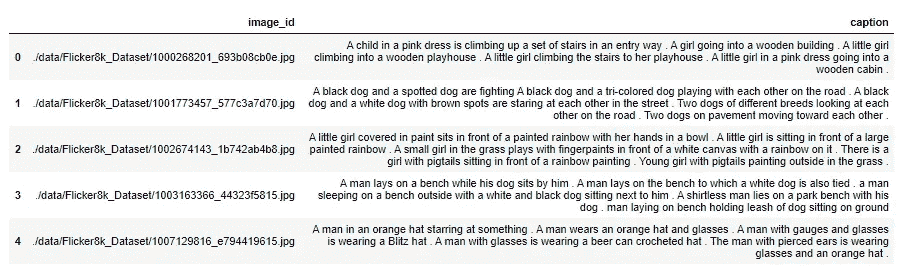 image_id caption
A child in a pink dress is climbing up a set of stairs in an entry way . A girl going into a wooden building . A little girl
0 ./data/Flicker8k_Dataset/1000268201_693b08cb0e.jpg climbing into a wooden playhouse . A little girl climbing the stairs to her playhouse . A little girl in a pink dress going into a
wooden cabin .
A black dog and a spotted dog are fighting A black dog and a tri-colored dog playing with each other on the road . A black
1 ./data/Flicker8k_Dataset/1001773457_577c3a7d70.jpg dog and a white dog with brown spots are staring at each other in the street . Two dogs of different breeds looking at each
other on the road . Two dogs on pavement moving toward each other .
A little girl covered in paint sits in front of a painted rainbow with her hands in a bowl . A little girl is sitting in front of a large
2 ./data/Flicker8k_Dataset/1002674143_1b742ab4b8.jpg painted rainbow . A small girl in the grass plays with fingerpaints in front of a white canvas with a rainbow on it . There is a
girl with pigtails sitting in front of a rainbow painting . Young girl with pigtails painting outside in the grass .
A man lays on a bench while his dog sits by him . A man lays on the bench to which a white dog is also tied . a man
3 ./data/Flicker8k_Dataset/1003163366_44323f5815.jpg sleeping on a bench outside with a white and black dog sitting next to him . A shirtless man lies on a park bench with his
dog . man laying on bench holding leash of dog sitting on ground
A man in an orange hat starring at something . A man wears an orange hat and glasses . A man with gauges and glasses
4 ./data/Flicker8k_Dataset/1007129816_e794419615.jpg is wearing a Blitz hat . A man with glasses is wearing a beer can crocheted hat . The man with pierced ears is wearing
glasses and an orange hat .